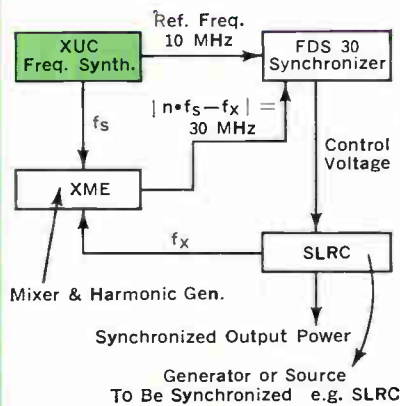 Ref. Freq.
10 MHz
XUC
Freq. Synth.
FDS 30
Synchronizer
| n•fs−fx | =
30 MHz
fs
Control
Voltage
XME
fx
SLRC
Mixer & Harmonic Gen.
Synchronized Output Power
Generator or Source
To Be Synchronized e.g. SLRC